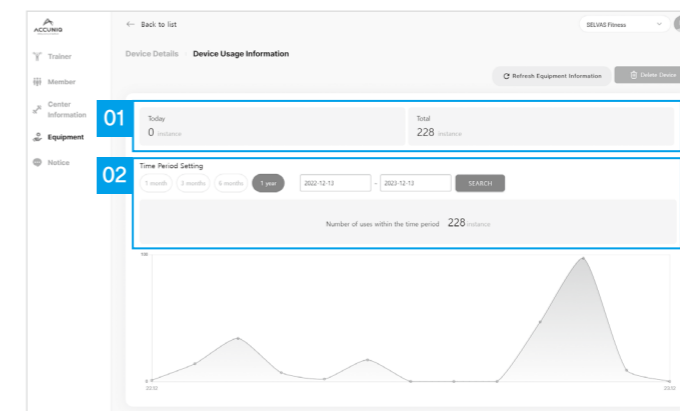 ACCUNIQ
← Back to list
SELVAS Fitness
Trainer
Member
Center Information
Equipment
Notice
Device Details Device Usage Information
Refresh Equipment Information
Delete Device
01
Today
0 instance
Total
228 instance
02
Time Period Setting
1 month 3 months 6 months 1 year 2022-12-13 - 2023-12-13 SEARCH
Number of uses within the time period 228 instance
0